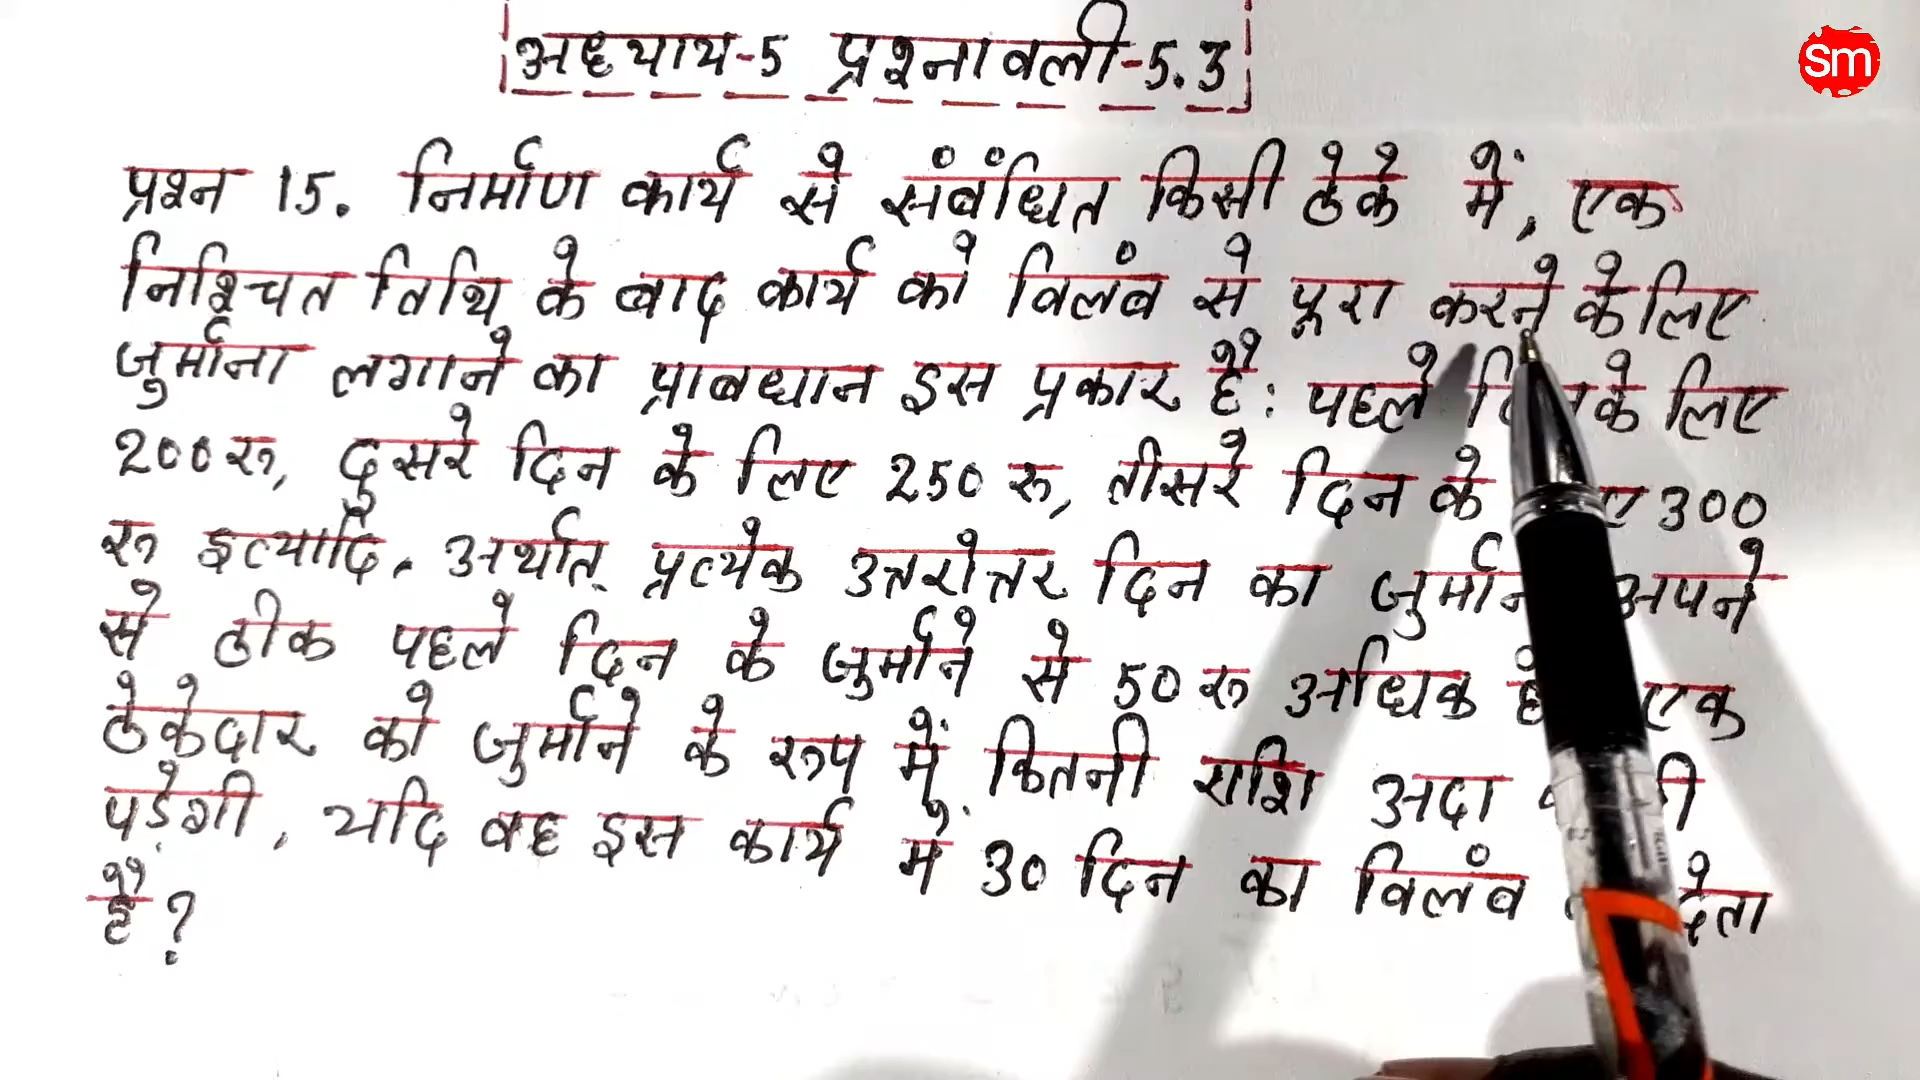 अध्याय-5 प्रश्नावली-5.3
sm
प्रश्न 15. निर्माण कार्य से संबंधित किसी ठेके में, एक
निश्चित तिथि के बाद कार्य को विलंब से पूरा करने के लिए
जुर्माना लगाने का प्रावधान इस प्रकार है: पहले के लिए
200 रु, दुसरे दिन के लिए 250 रु, तीसरे दिन के 300
रु इत्यादि. अर्थात् प्रत्येक उत्तरोत्तर दिन का अपने
से ठीक पहले दिन के जुर्माने से 50 रु अधिक एक
ठेकेदार को जुर्माने के रूप में कितनी राशि अदा
पड़ेगी, यदि वह इस कार्य में 30 दिन का विलंब देता
है?